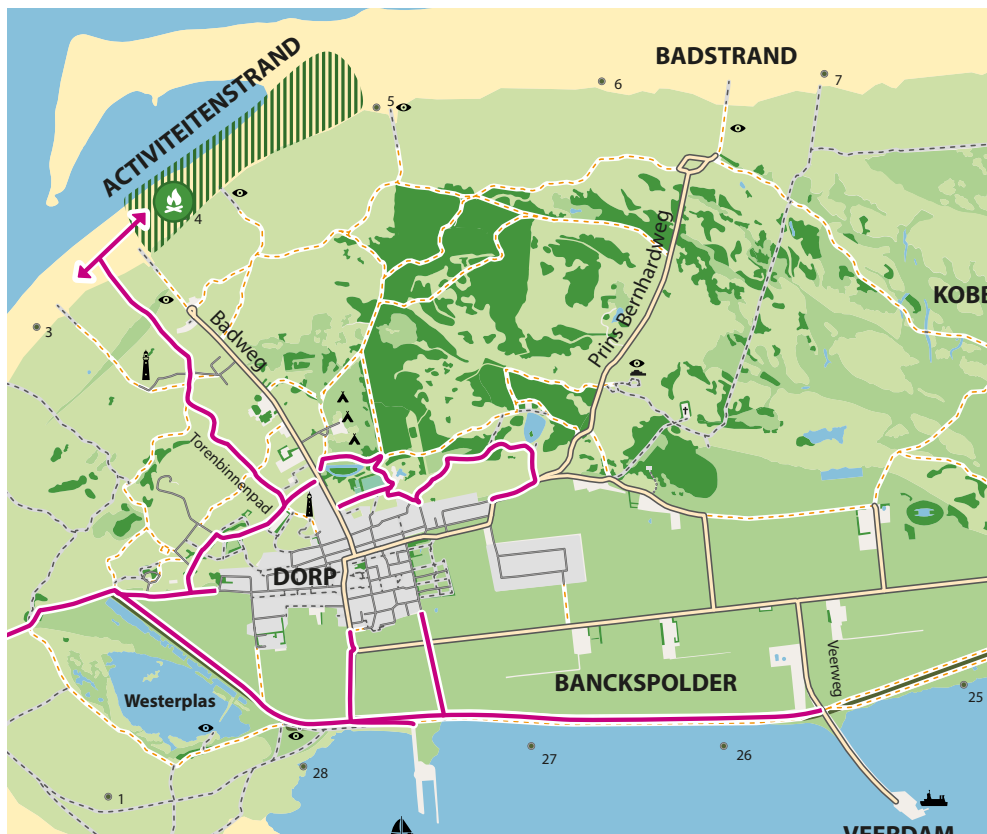 BADSTRAND
ACTIVITEITENSTRAND
5
6
7
4
KOBB
3
Badweg
Prins Bernhardweg
Torenbinnenpad
DORP
BANCKSPOLDER
Veerweg
Westerplas
25
26
27
28
1
VEERDAM